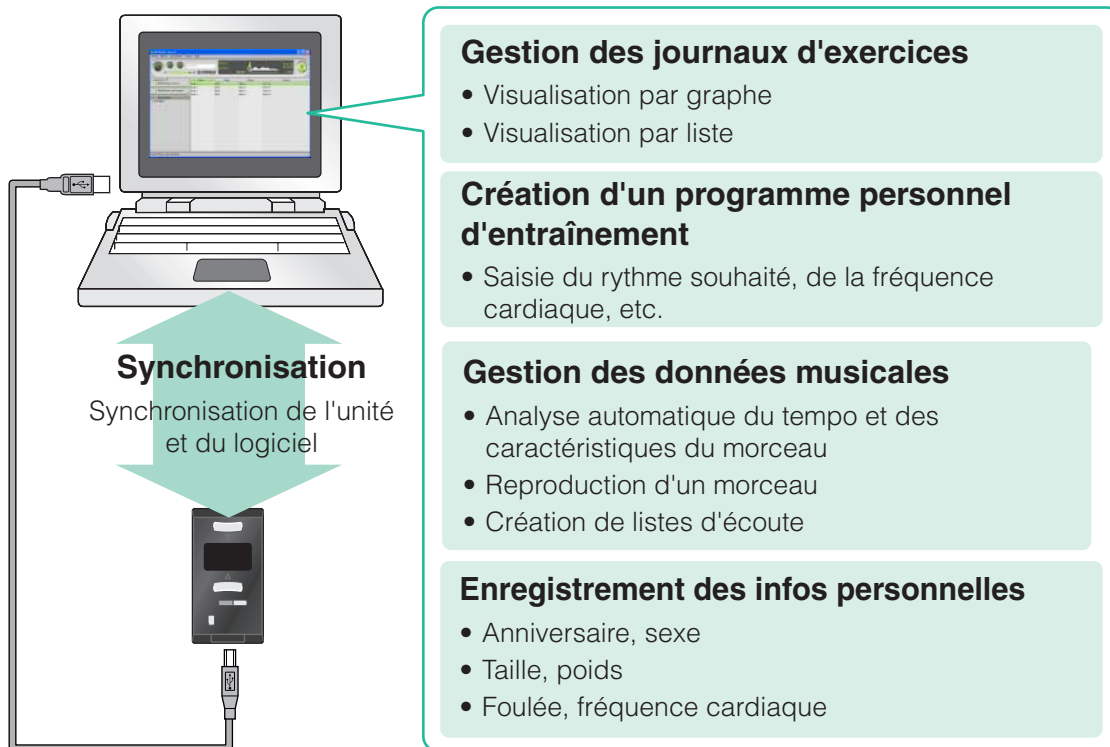 Gestion des journaux d'exercices
• Visualisation par graphe
• Visualisation par liste
Création d'un programme personnel
d'entraînement
• Saisie du rythme souhaité, de la fréquence
cardiaque, etc.
Synchronisation
Synchronisation de l'unité
et du logiciel
Gestion des données musicales
• Analyse automatique du tempo et des
caractéristiques du morceau
• Reproduction d'un morceau
• Création de listes d'écoute
Enregistrement des infos personnelles
• Anniversaire, sexe
• Taille, poids
• Foulée, fréquence cardiaque